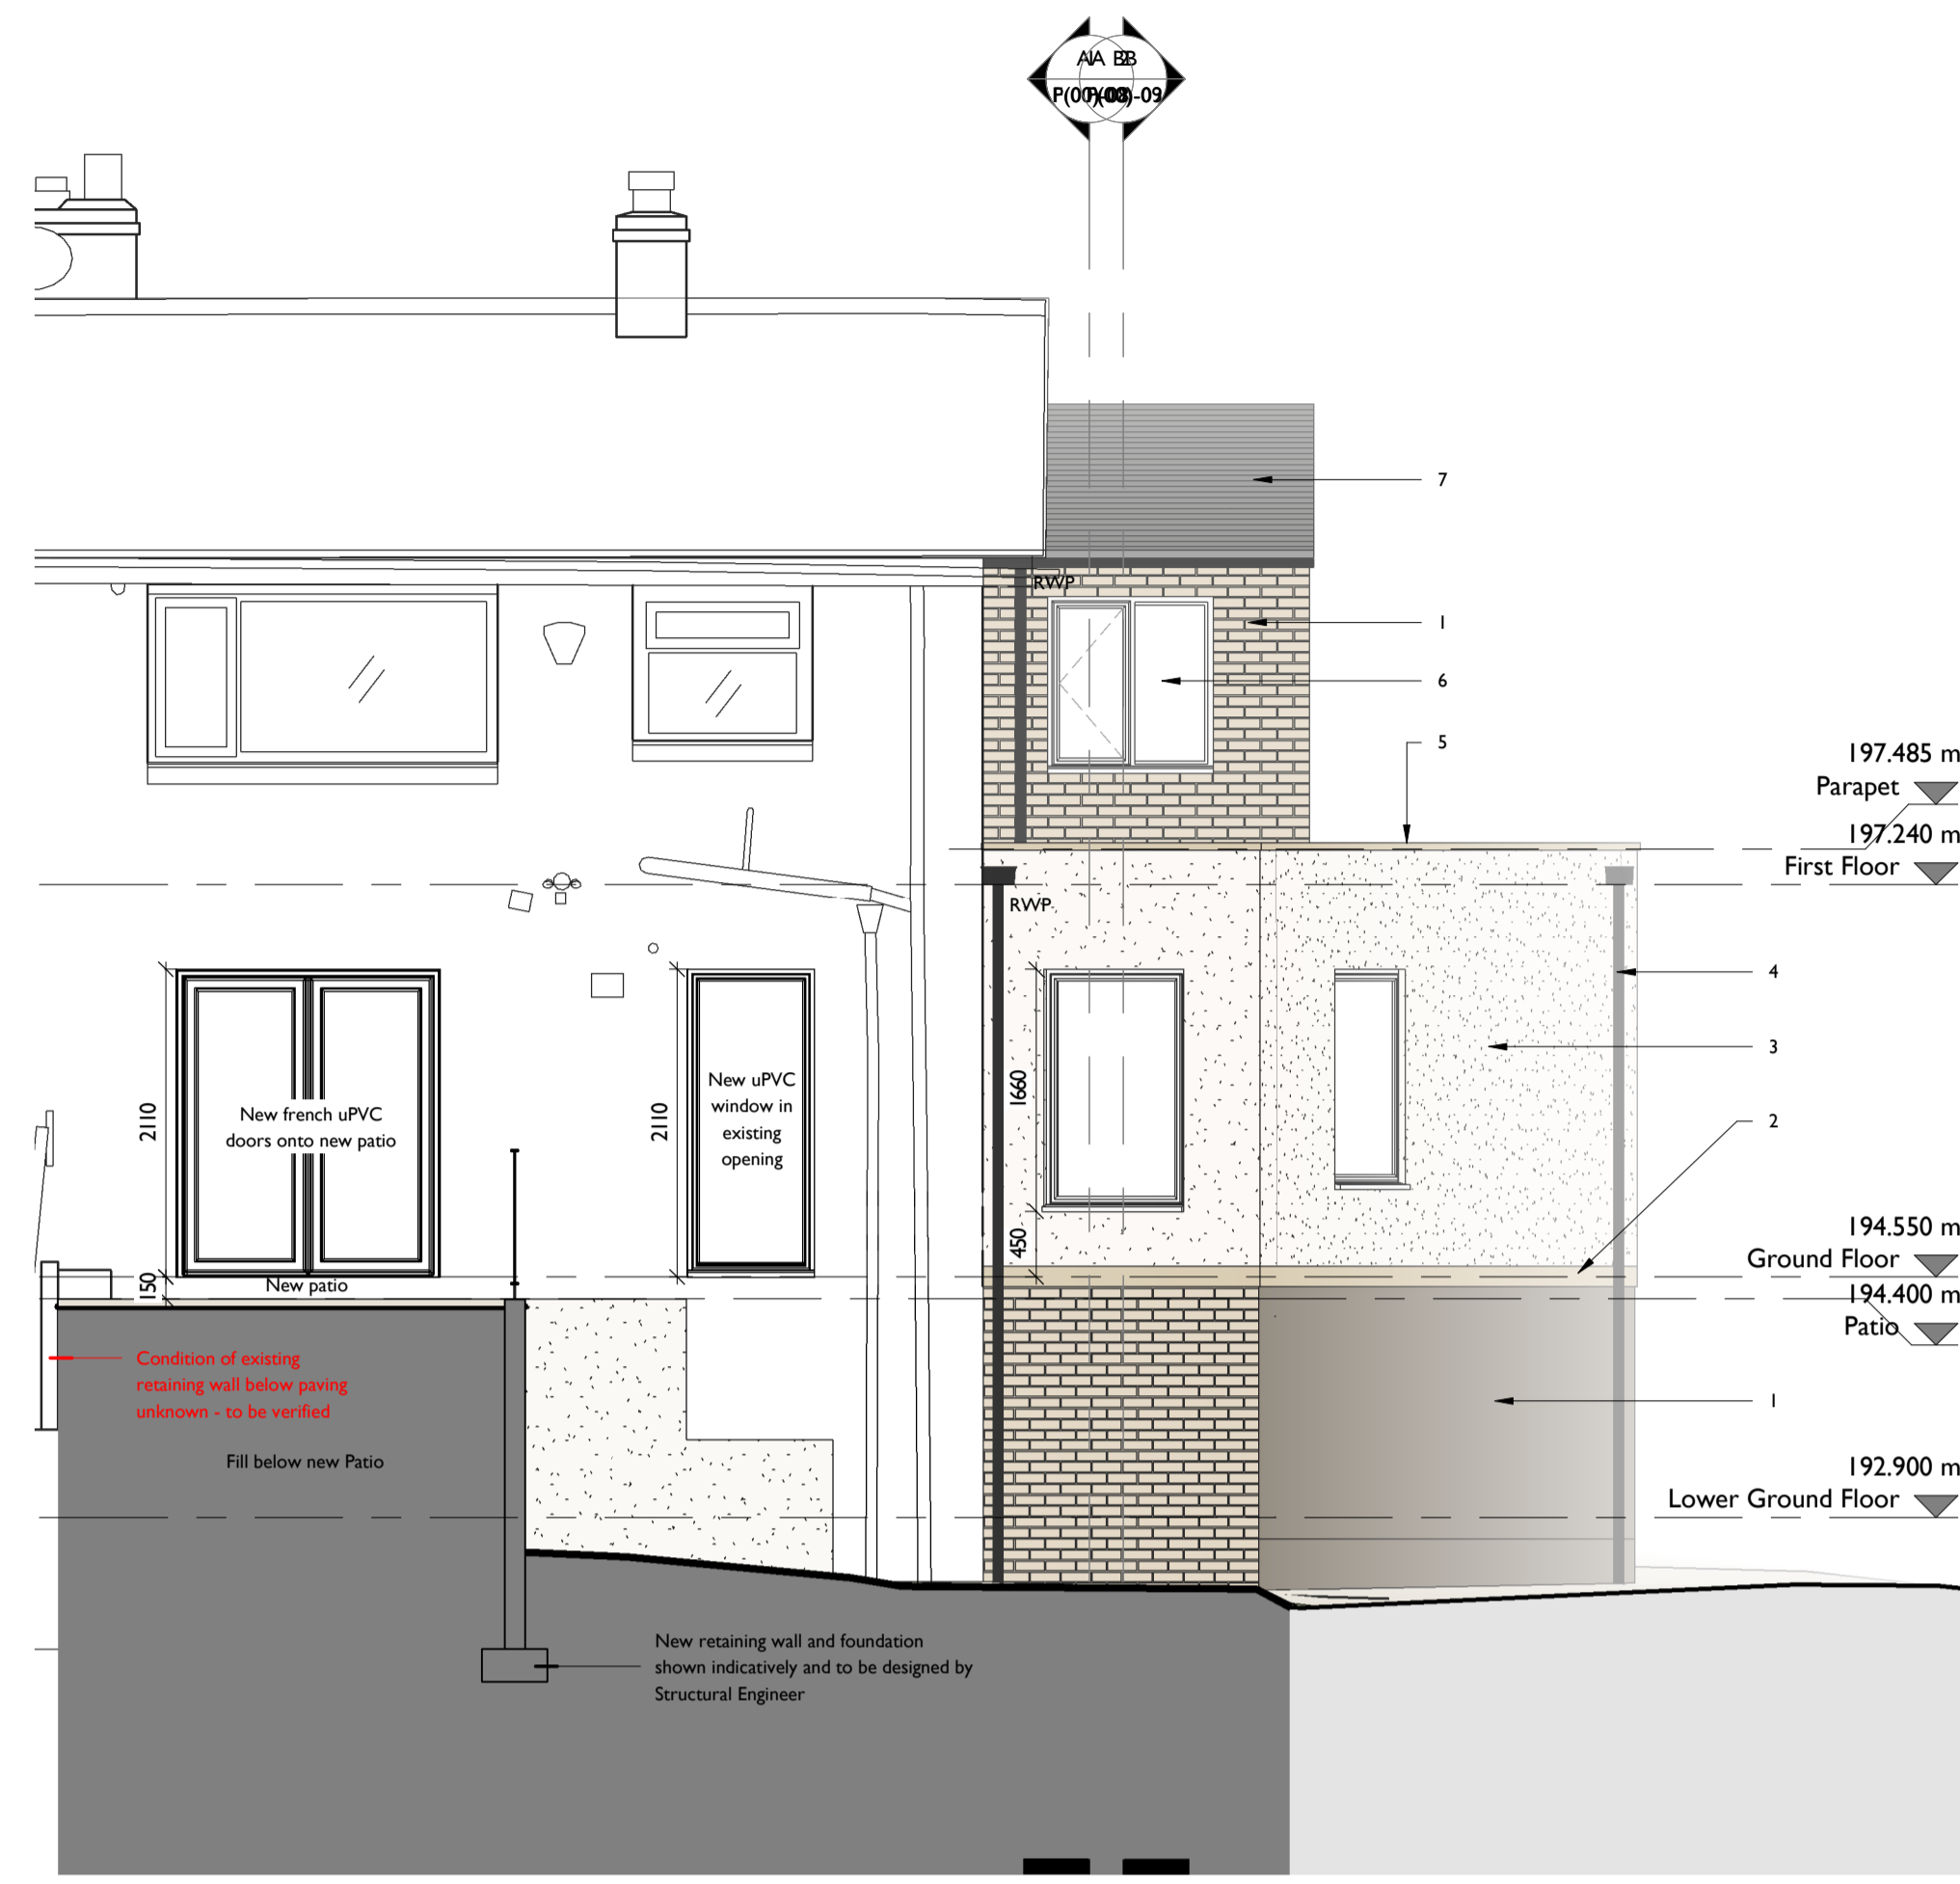 AA BB
P(00)-08 P(00)-09
7
RWP
1
6
5
197.485 m
Parapet
197.240 m
First Floor
RWP
4
3
2
1660
450
2110
New french uPVC
doors onto new patio
2110
New uPVC
window in
existing
opening
150
New patio
194.550 m
Ground Floor
194.400 m
Patio
Condition of existing
retaining wall below paving
unknown - to be verified
1
Fill below new Patio
192.900 m
Lower Ground Floor
New retaining wall and foundation
shown indicatively and to be designed by
Structural Engineer